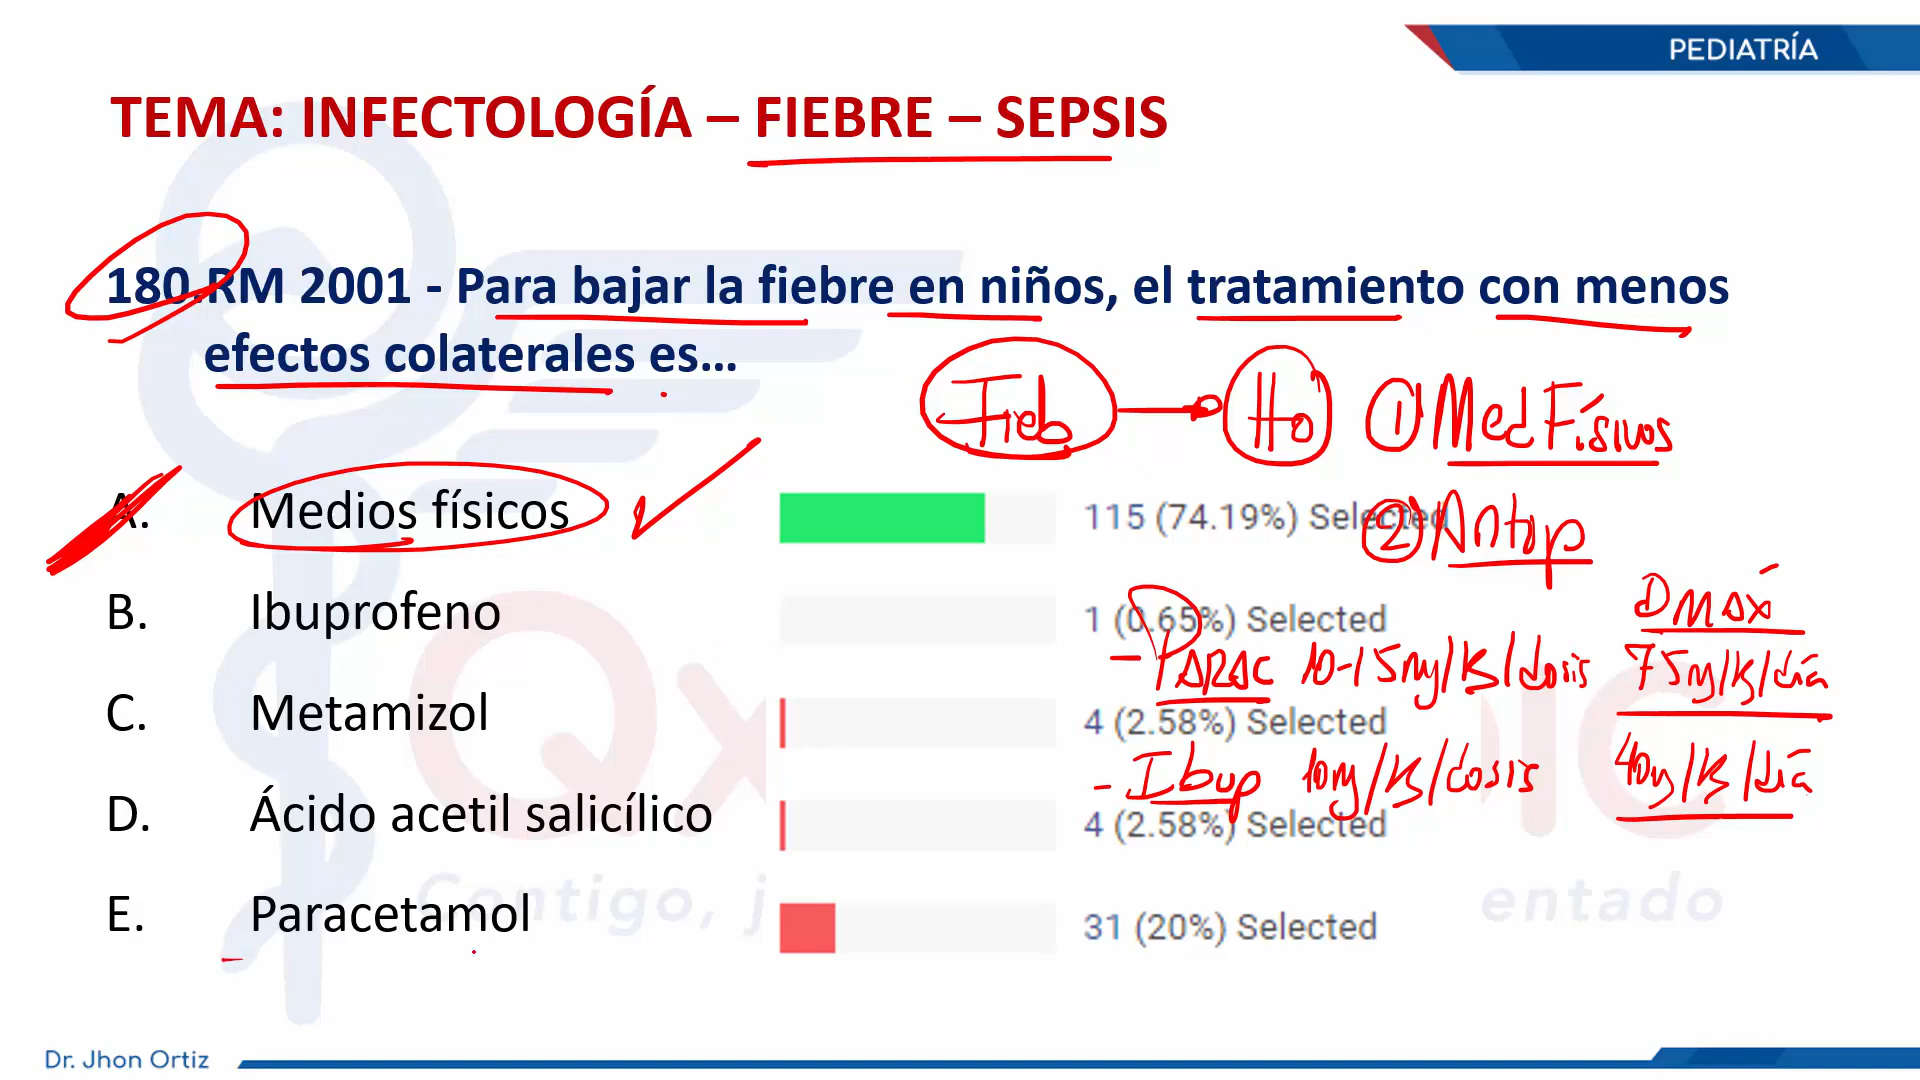 PEDIATRÍA
TEMA: INFECTOLOGÍA – FIEBRE – SEPSIS
180.RM 2001 - Para bajar la fiebre en niños, el tratamiento con menos
efectos colaterales es...
Fieb → Ho ① Med Físicos
A. Medios físicos 115 (74.19%) Selected
② Antip
B. Ibuprofeno 1 (0.65%) Selected
D MÁX
- PARAC 10-15mg/K/dosis 75mg/K/día
C. Metamizol 4 (2.58%) Selected
- Ibup 10mg/K/dosis 40mg/K/día
D. Ácido acetil salicílico 4 (2.58%) Selected
Contigo, j entado
E. Paracetamol 31 (20%) Selected
Dr. Jhon Ortiz